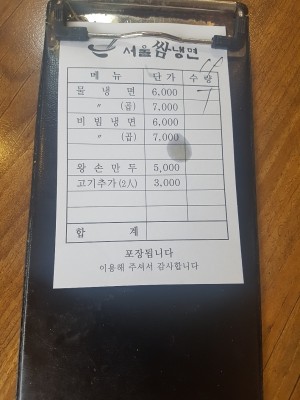 서울쌈냉면
메뉴 단가 수량
물냉면 6,000
〃 (곱) 7,000
비빔냉면 6,000
〃 (곱) 7,000
왕손만두 5,000
고기추가(2人) 3,000
합계
포장됩니다
이용해 주셔서 감사합니다